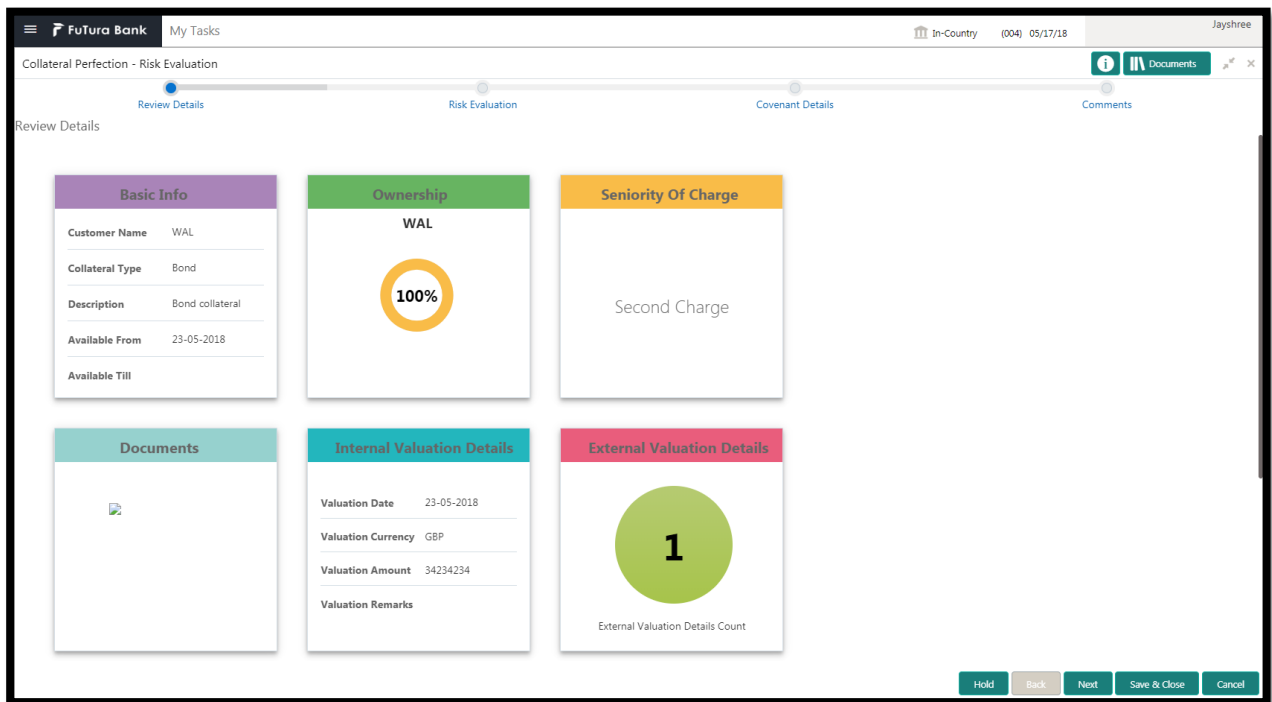 FuTura Bank My Tasks In-Country (004) 05/17/18 Jayshree
Collateral Perfection - Risk Evaluation i Documents
Review Details Risk Evaluation Covenant Details Comments
Review Details
Basic Info
Customer Name WAL
Collateral Type Bond
Description Bond collateral
Available From 23-05-2018
Available Till
Ownership
WAL
100%
Seniority Of Charge
Second Charge
Documents
Internal Valuation Details
Valuation Date 23-05-2018
Valuation Currency GBP
Valuation Amount 34234234
Valuation Remarks
External Valuation Details
1
External Valuation Details Count
Hold Back Next Save & Close Cancel